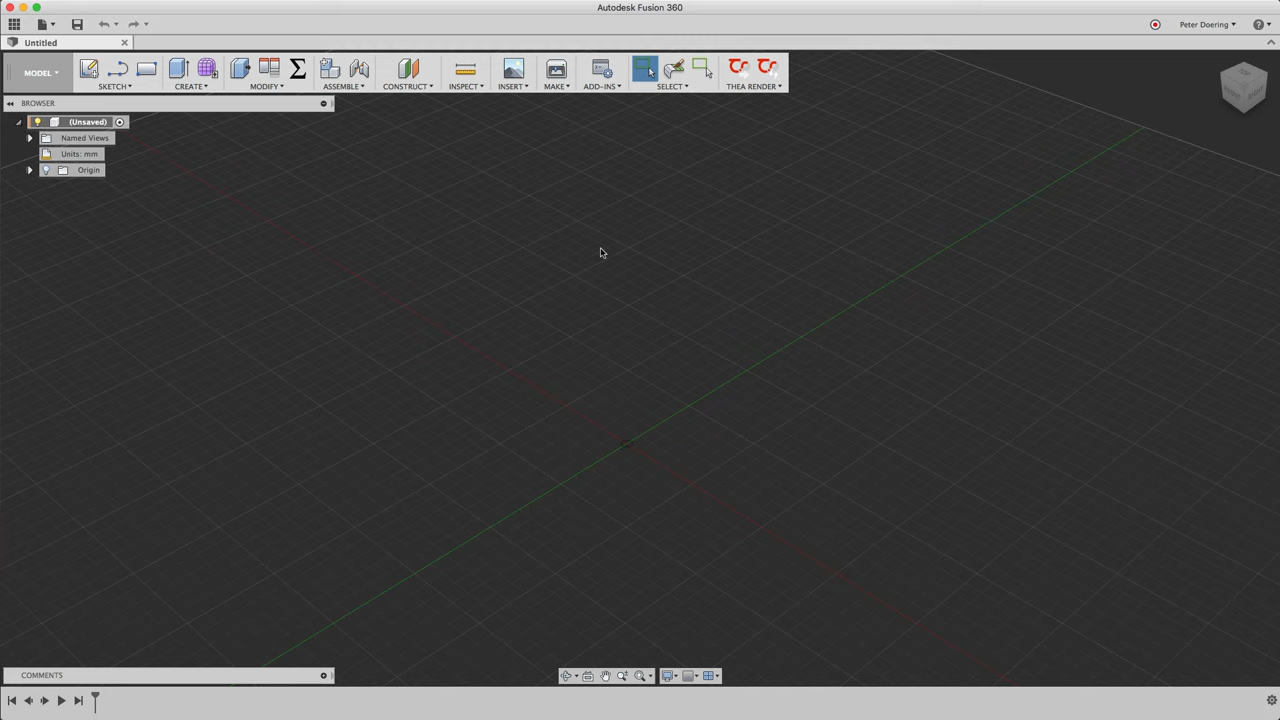 Autodesk Fusion 360
Peter Doering
Untitled
MODEL
SKETCH
CREATE
MODIFY
ASSEMBLE
CONSTRUCT
INSPECT
INSERT
MAKE
ADD-INS
SELECT
THEA RENDER
BROWSER
(Unsaved)
Named Views
Units: mm
Origin
COMMENTS